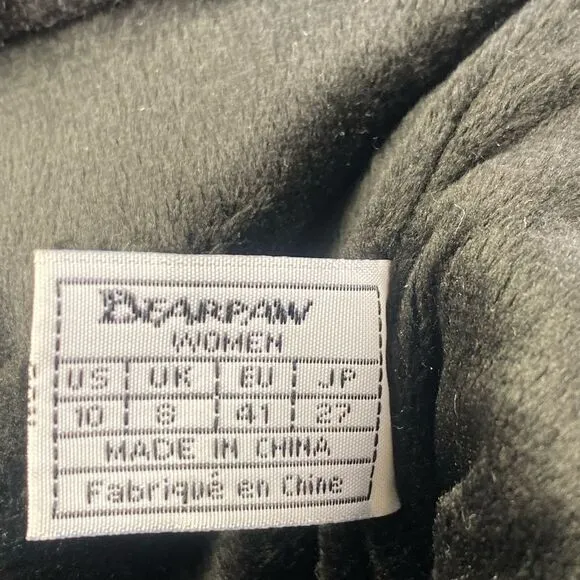 BEARPAW
WOMEN
US UK EU JP
10 8 41 27
MADE IN CHINA
Fabriqué en Chine